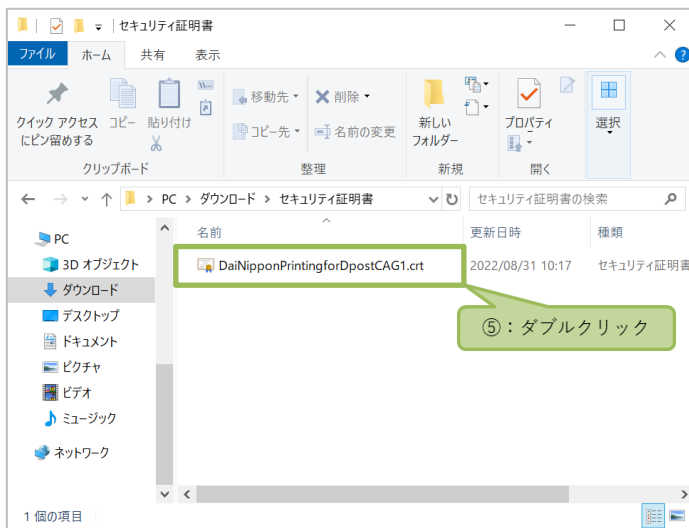 セキュリティ証明書
ファイル ホーム 共有 表示
クイック アクセス
にピン留めする
コピー
貼り付け
移動先
削除
コピー先
名前の変更
新しい
フォルダー
プロパティ
選択
クリップボード 整理 新規 開く
PC › ダウンロード › セキュリティ証明書
セキュリティ証明書の検索
名前 更新日時 種類
DaiNipponPrintingforDpostCAG1.crt 2022/08/31 10:17 セキュリティ証明書
⑤:ダブルクリック
PC
3D オブジェクト
ダウンロード
デスクトップ
ドキュメント
ピクチャ
ビデオ
ミュージック
ネットワーク
1 個の項目